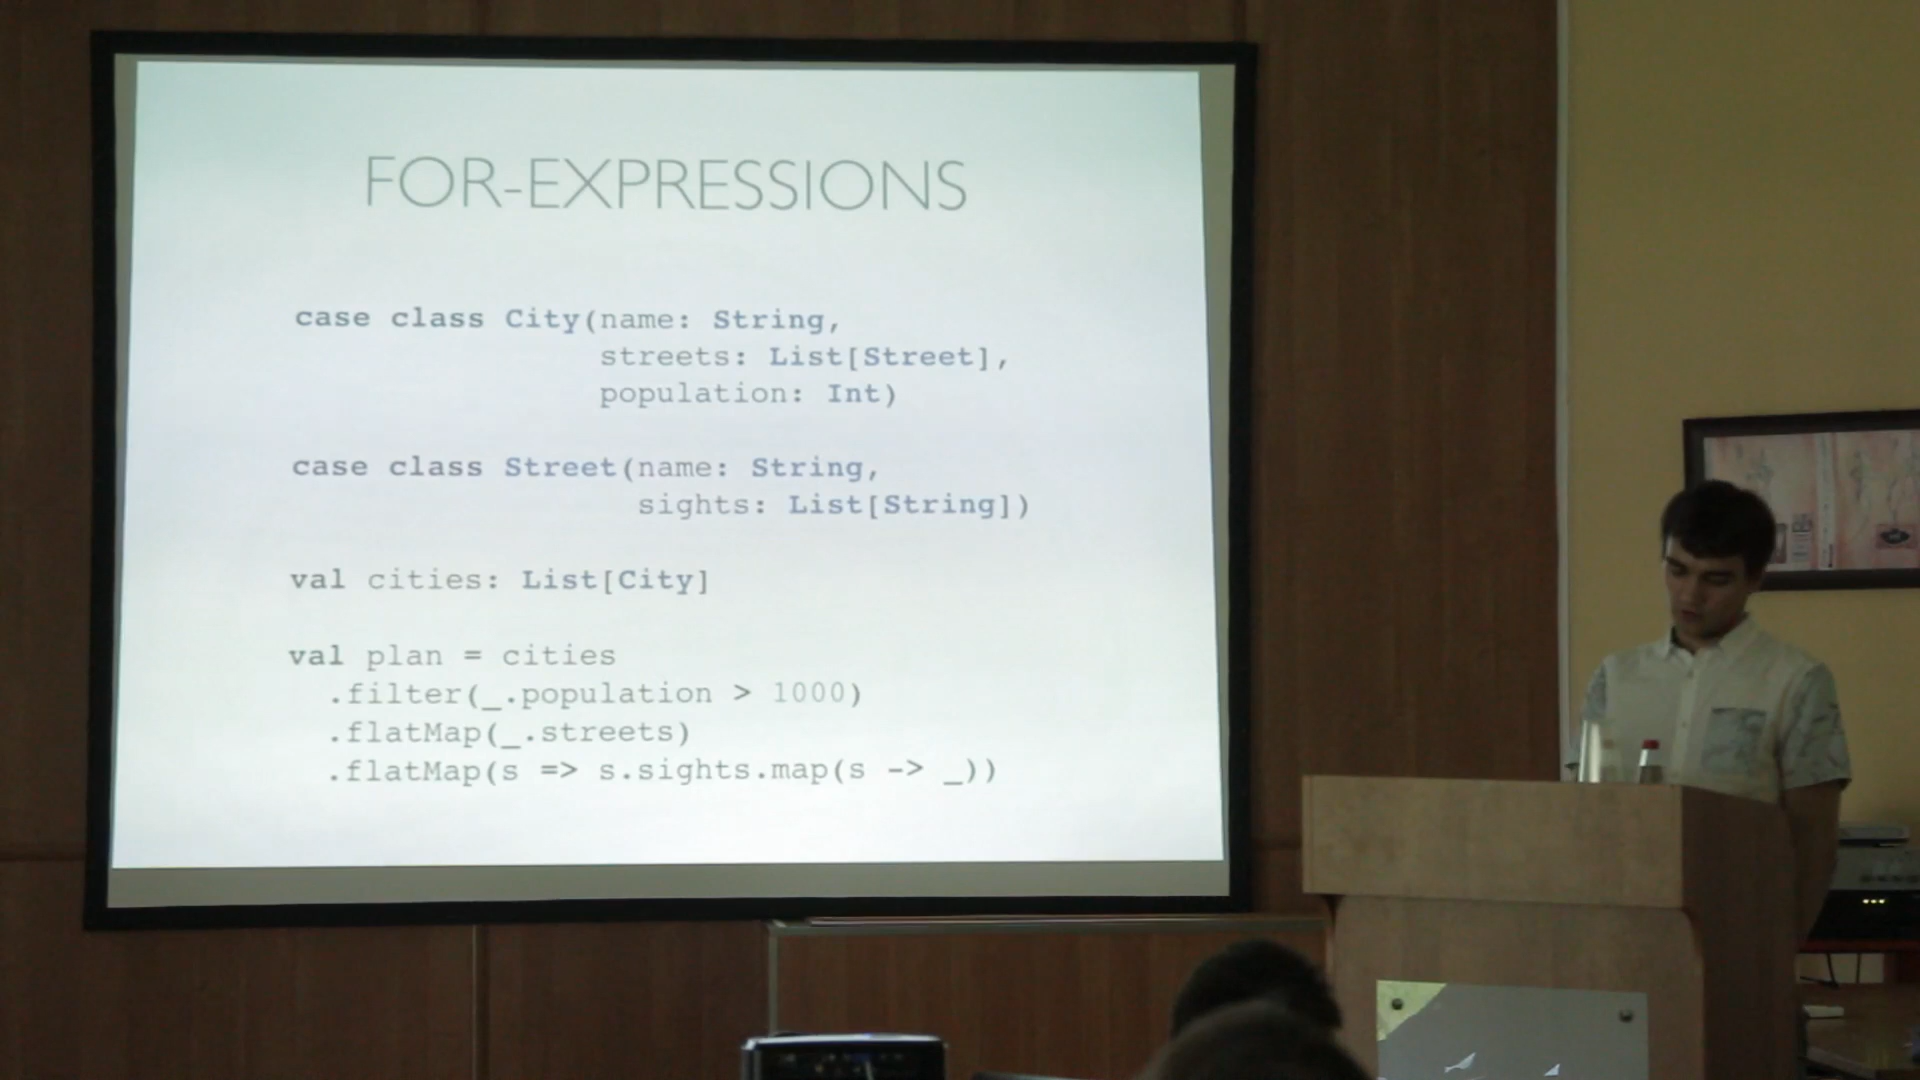 FOR-EXPRESSIONS
case class City(name: String,
streets: List[Street],
population: Int)
case class Street(name: String,
sights: List[String])
val cities: List[City]
val plan = cities
.filter(_.population > 1000)
.flatMap(_.streets)
.flatMap(s => s.sights.map(s -> _))